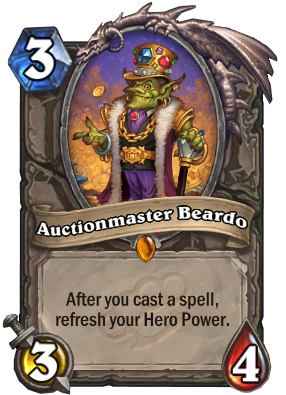 3
Auctionmaster Beardo
After you cast a spell,
refresh your Hero Power.
3
4